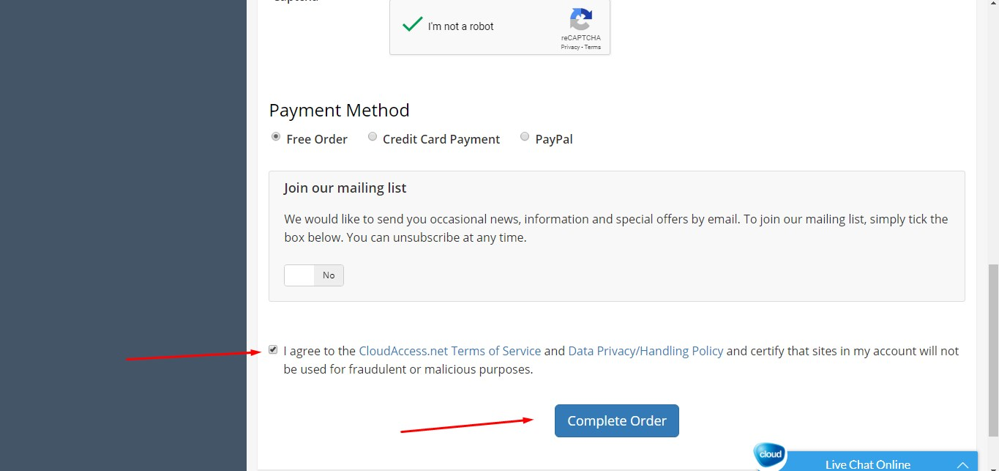 Captcha
I'm not a robot
reCAPTCHA
Privacy - Terms
Payment Method
Free Order Credit Card Payment PayPal
Join our mailing list
We would like to send you occasional news, information and special offers by email. To join our mailing list, simply tick the
box below. You can unsubscribe at any time.
No
I agree to the CloudAccess.net Terms of Service and Data Privacy/Handling Policy and certify that sites in my account will not
be used for fraudulent or malicious purposes.
Complete Order
cloud
Live Chat Online